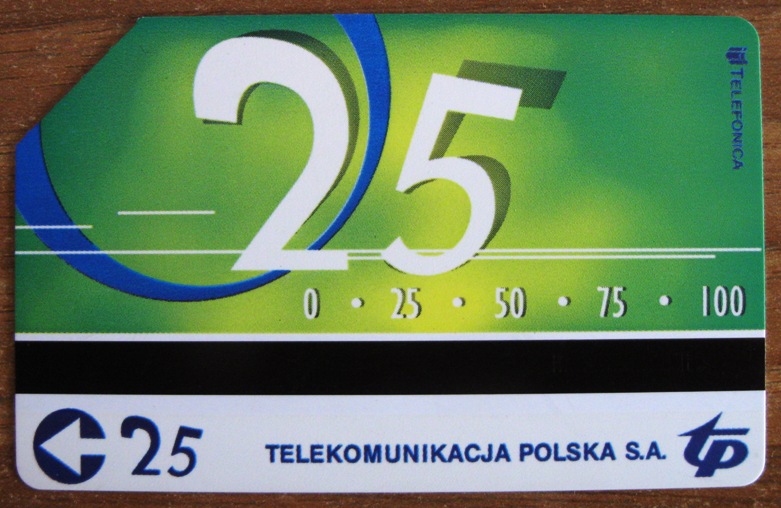 25
TELEFONICA
0 • 25 • 50 • 75 • 100
25 TELEKOMUNIKACJA POLSKA S.A. tp